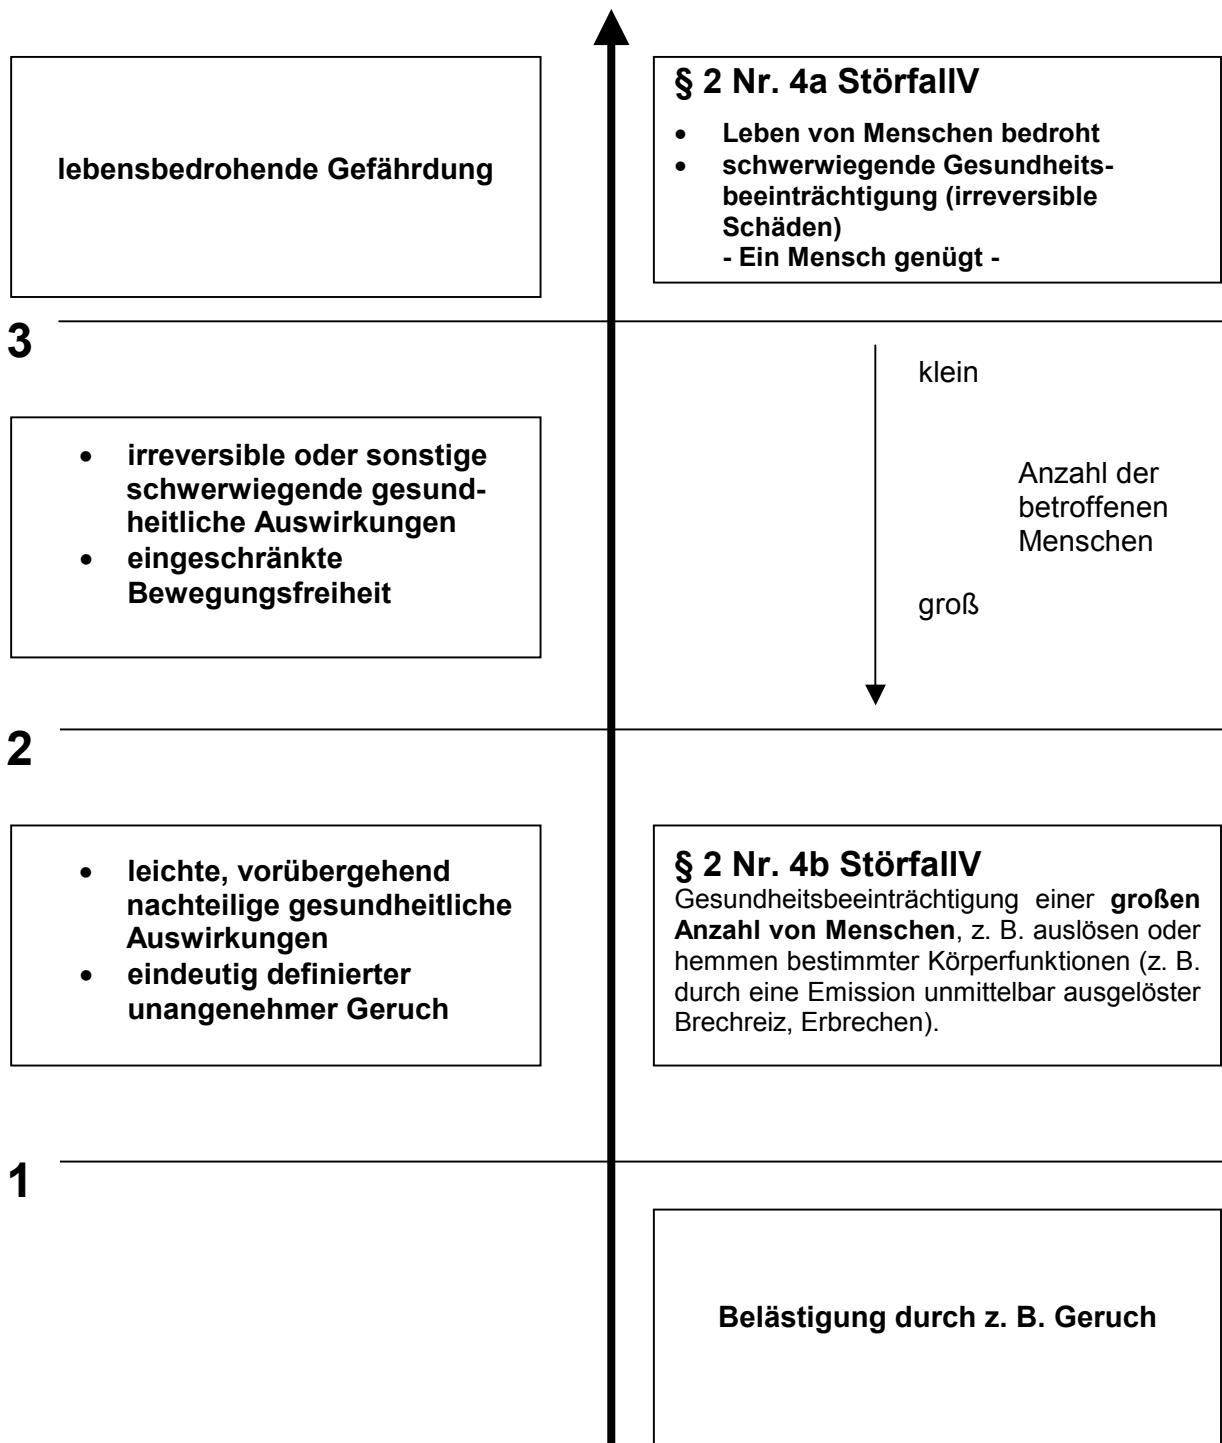 lebensbedrohende Gefährdung
§ 2 Nr. 4a StörfallV
• Leben von Menschen bedroht
• schwerwiegende Gesundheits-
beeinträchtigung (irreversible
Schäden)
- Ein Mensch genügt -
3
klein
• irreversible oder sonstige
schwerwiegende gesund-
heitliche Auswirkungen
• eingeschränkte
Bewegungsfreiheit
Anzahl der
betroffenen
Menschen
groß
2
• leichte, vorübergehend
nachteilige gesundheitliche
Auswirkungen
• eindeutig definierter
unangenehmer Geruch
§ 2 Nr. 4b StörfallV
Gesundheitsbeeinträchtigung einer großen
Anzahl von Menschen, z. B. auslösen oder
hemmen bestimmter Körperfunktionen (z. B.
durch eine Emission unmittelbar ausgelöster
Brechreiz, Erbrechen).
1
Belästigung durch z. B. Geruch